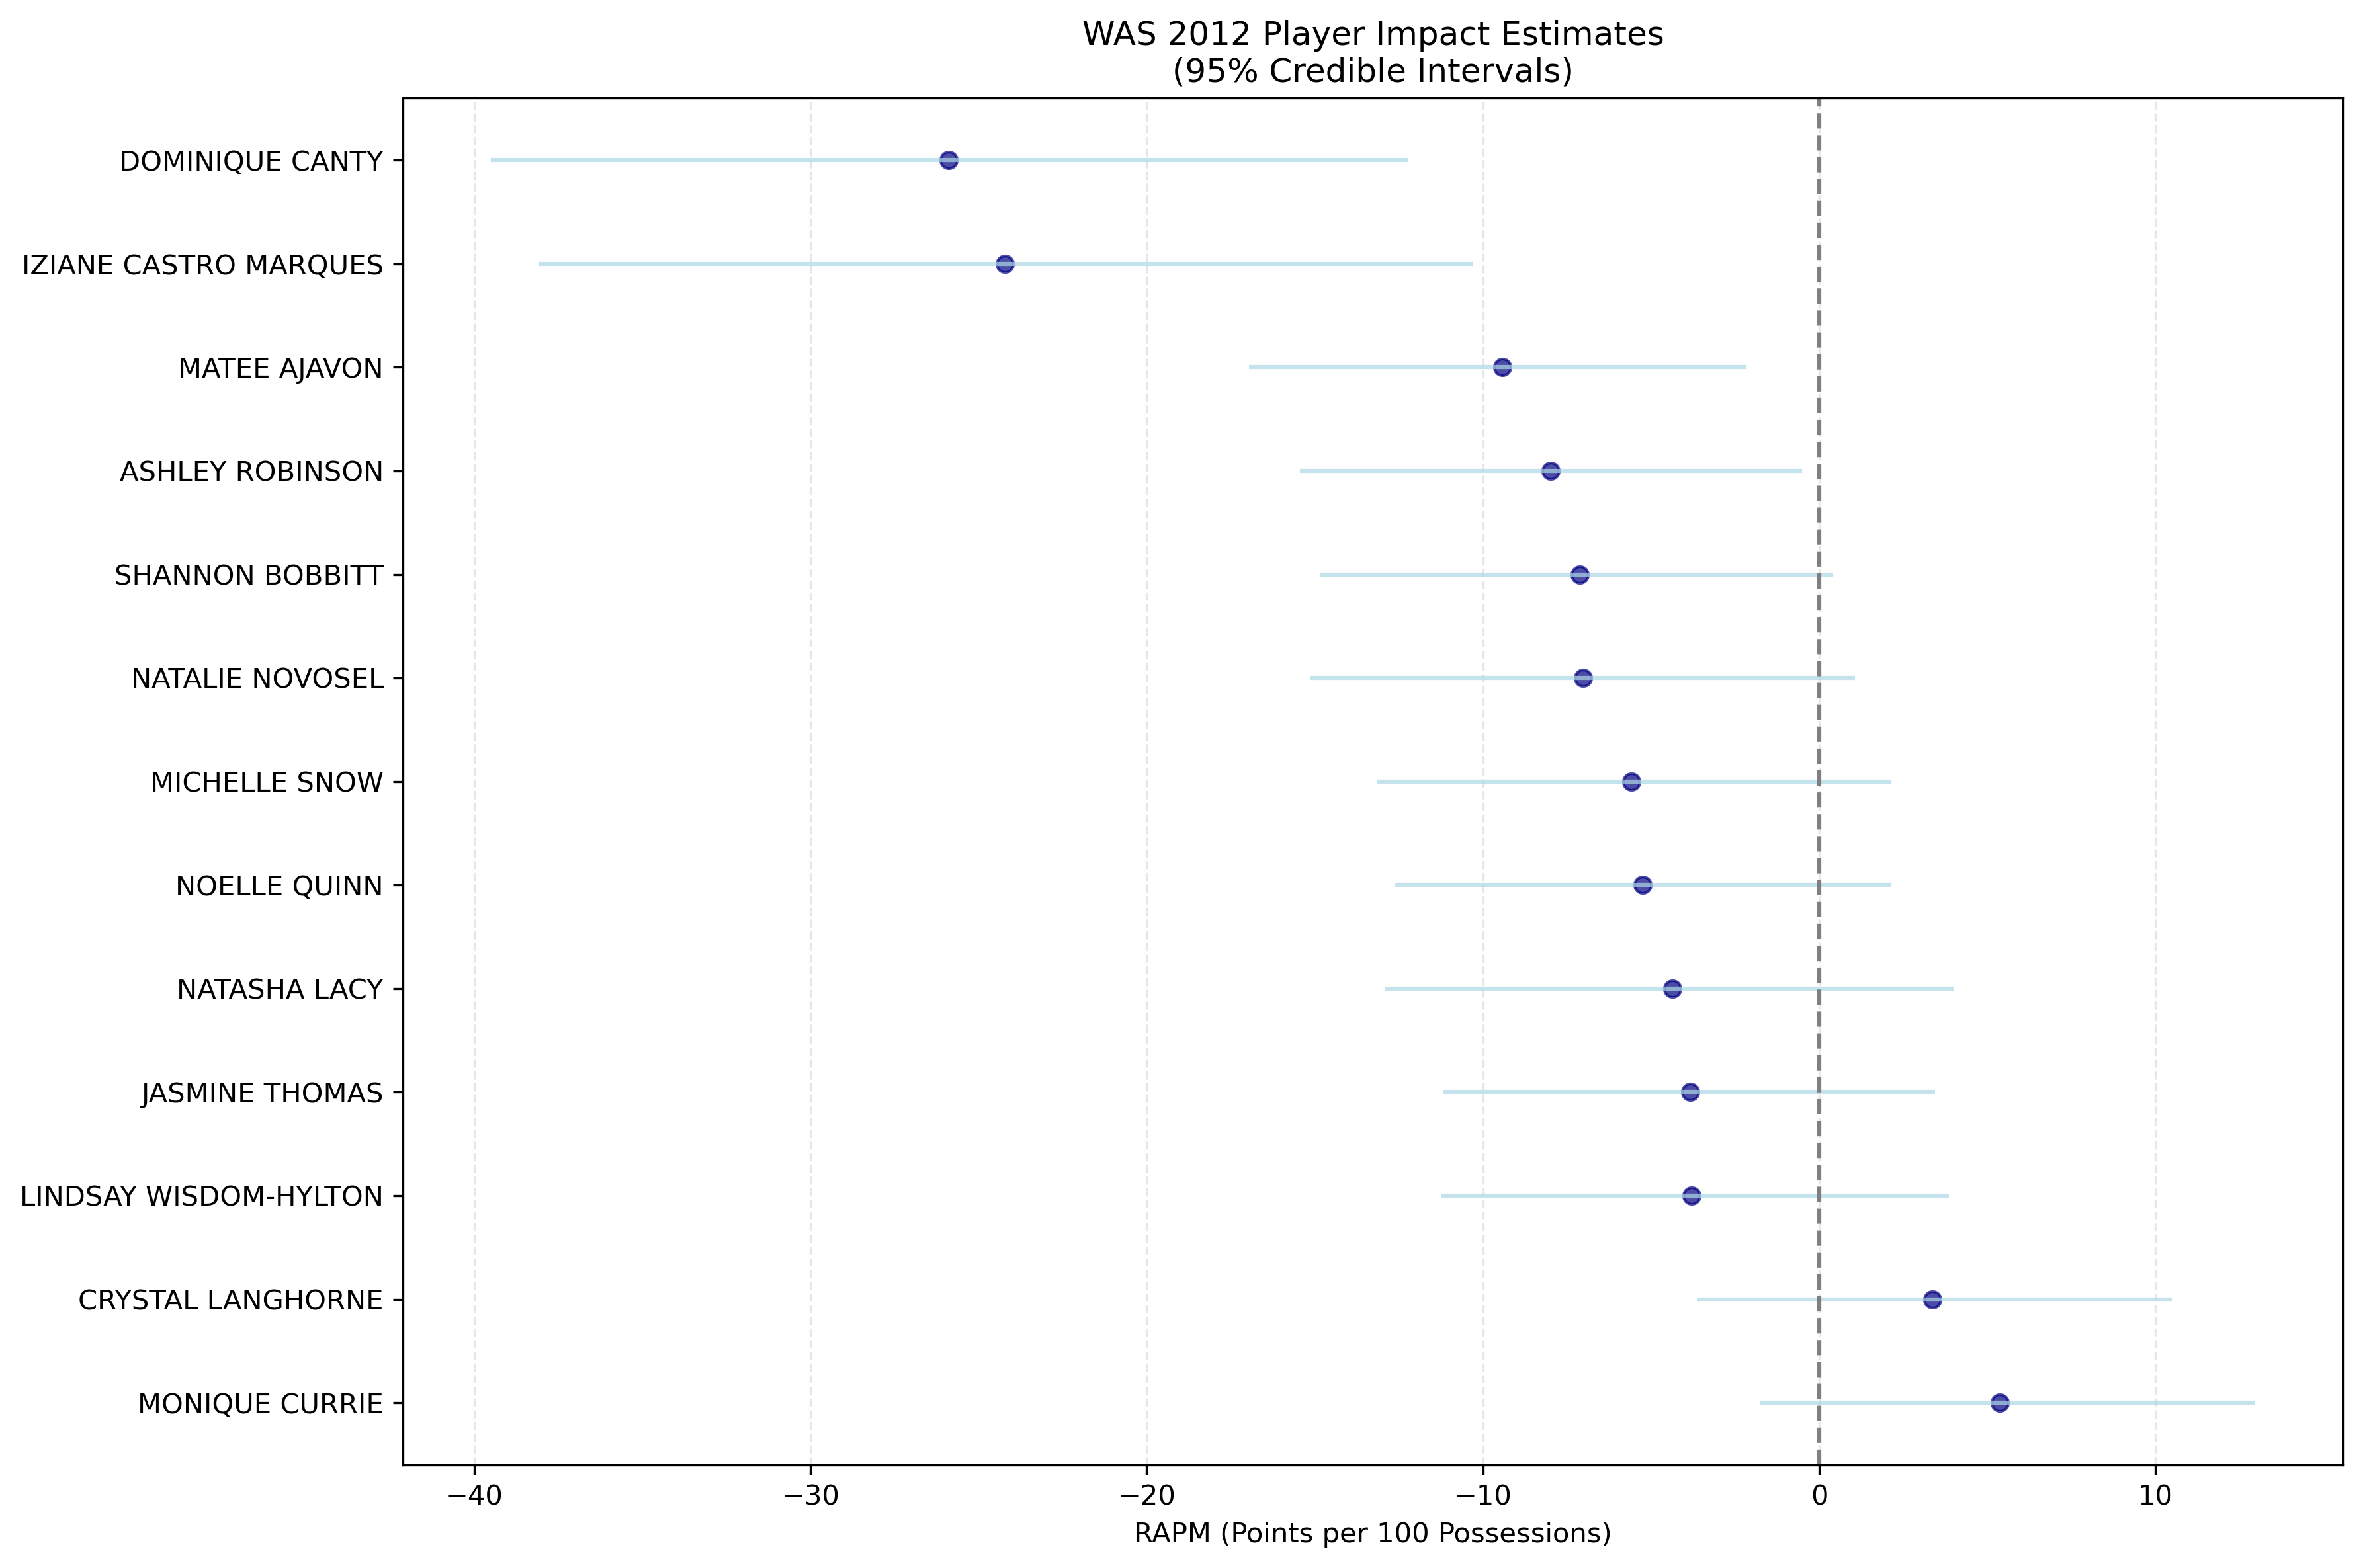 WAS 2012 Player Impact Estimates
(95% Credible Intervals)
DOMINIQUE CANTY
IZIANE CASTRO MARQUES
MATEE AJAVON
ASHLEY ROBINSON
SHANNON BOBBITT
NATALIE NOVOSEL
MICHELLE SNOW
NOELLE QUINN
NATASHA LACY
JASMINE THOMAS
LINDSAY WISDOM-HYLTON
CRYSTAL LANGHORNE
MONIQUE CURRIE
−40 −30 −20 −10 0 10
RAPM (Points per 100 Possessions)